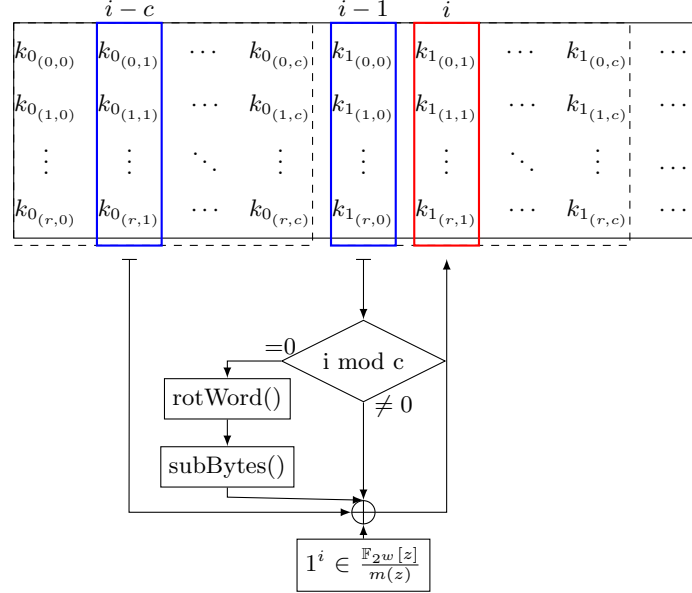 i − c i − 1 i
k₀₍₀,₀₎ k₀₍₀,₁₎ ⋯ k₀₍₀,c₎ k₁₍₀,₀₎ k₁₍₀,₁₎ ⋯ k₁₍₀,c₎ ⋯
k₀₍₁,₀₎ k₀₍₁,₁₎ ⋯ k₀₍₁,c₎ k₁₍₁,₀₎ k₁₍₁,₁₎ ⋯ k₁₍₁,c₎ ⋯
⋮ ⋮ ⋱ ⋮ ⋮ ⋮ ⋱ ⋮ ...
k₀₍r,₀₎ k₀₍r,₁₎ ⋯ k₀₍r,c₎ k₁₍r,₀₎ k₁₍r,₁₎ ⋯ k₁₍r,c₎ ⋯
=0 i mod c
rotWord() ≠ 0
subBytes()
⊕
1^i ∈ 𝔽_{2^w}[z] / m(z)